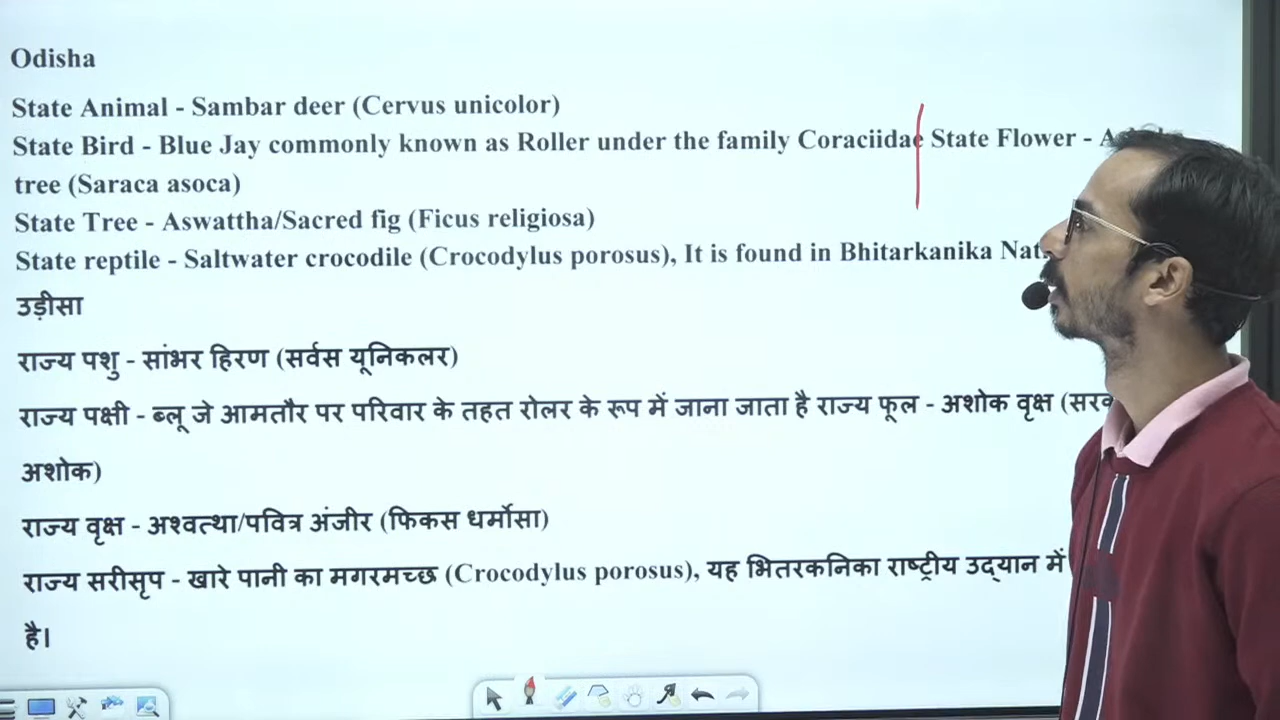 Odisha
State Animal - Sambar deer (Cervus unicolor)
State Bird - Blue Jay commonly known as Roller under the family Coraciidae State Flower -
tree (Saraca asoca)
State Tree - Aswattha/Sacred fig (Ficus religiosa)
State reptile - Saltwater crocodile (Crocodylus porosus), It is found in Bhitarkanika
उड़ीसा
राज्य पशु - सांभर हिरण (सर्वस यूनिकलर)
राज्य पक्षी - ब्लू जे आमतौर पर परिवार के तहत रोलर के रूप में जाना जाता है राज्य फूल - अशोक वृक्ष
अशोक)
राज्य वृक्ष - अश्वत्था/पवित्र अंजीर (फिकस धर्मोसा)
राज्य सरीसृप - खारे पानी का मगरमच्छ (Crocodylus porosus), यह भितरकनिका राष्ट्रीय उद्यान में
है।